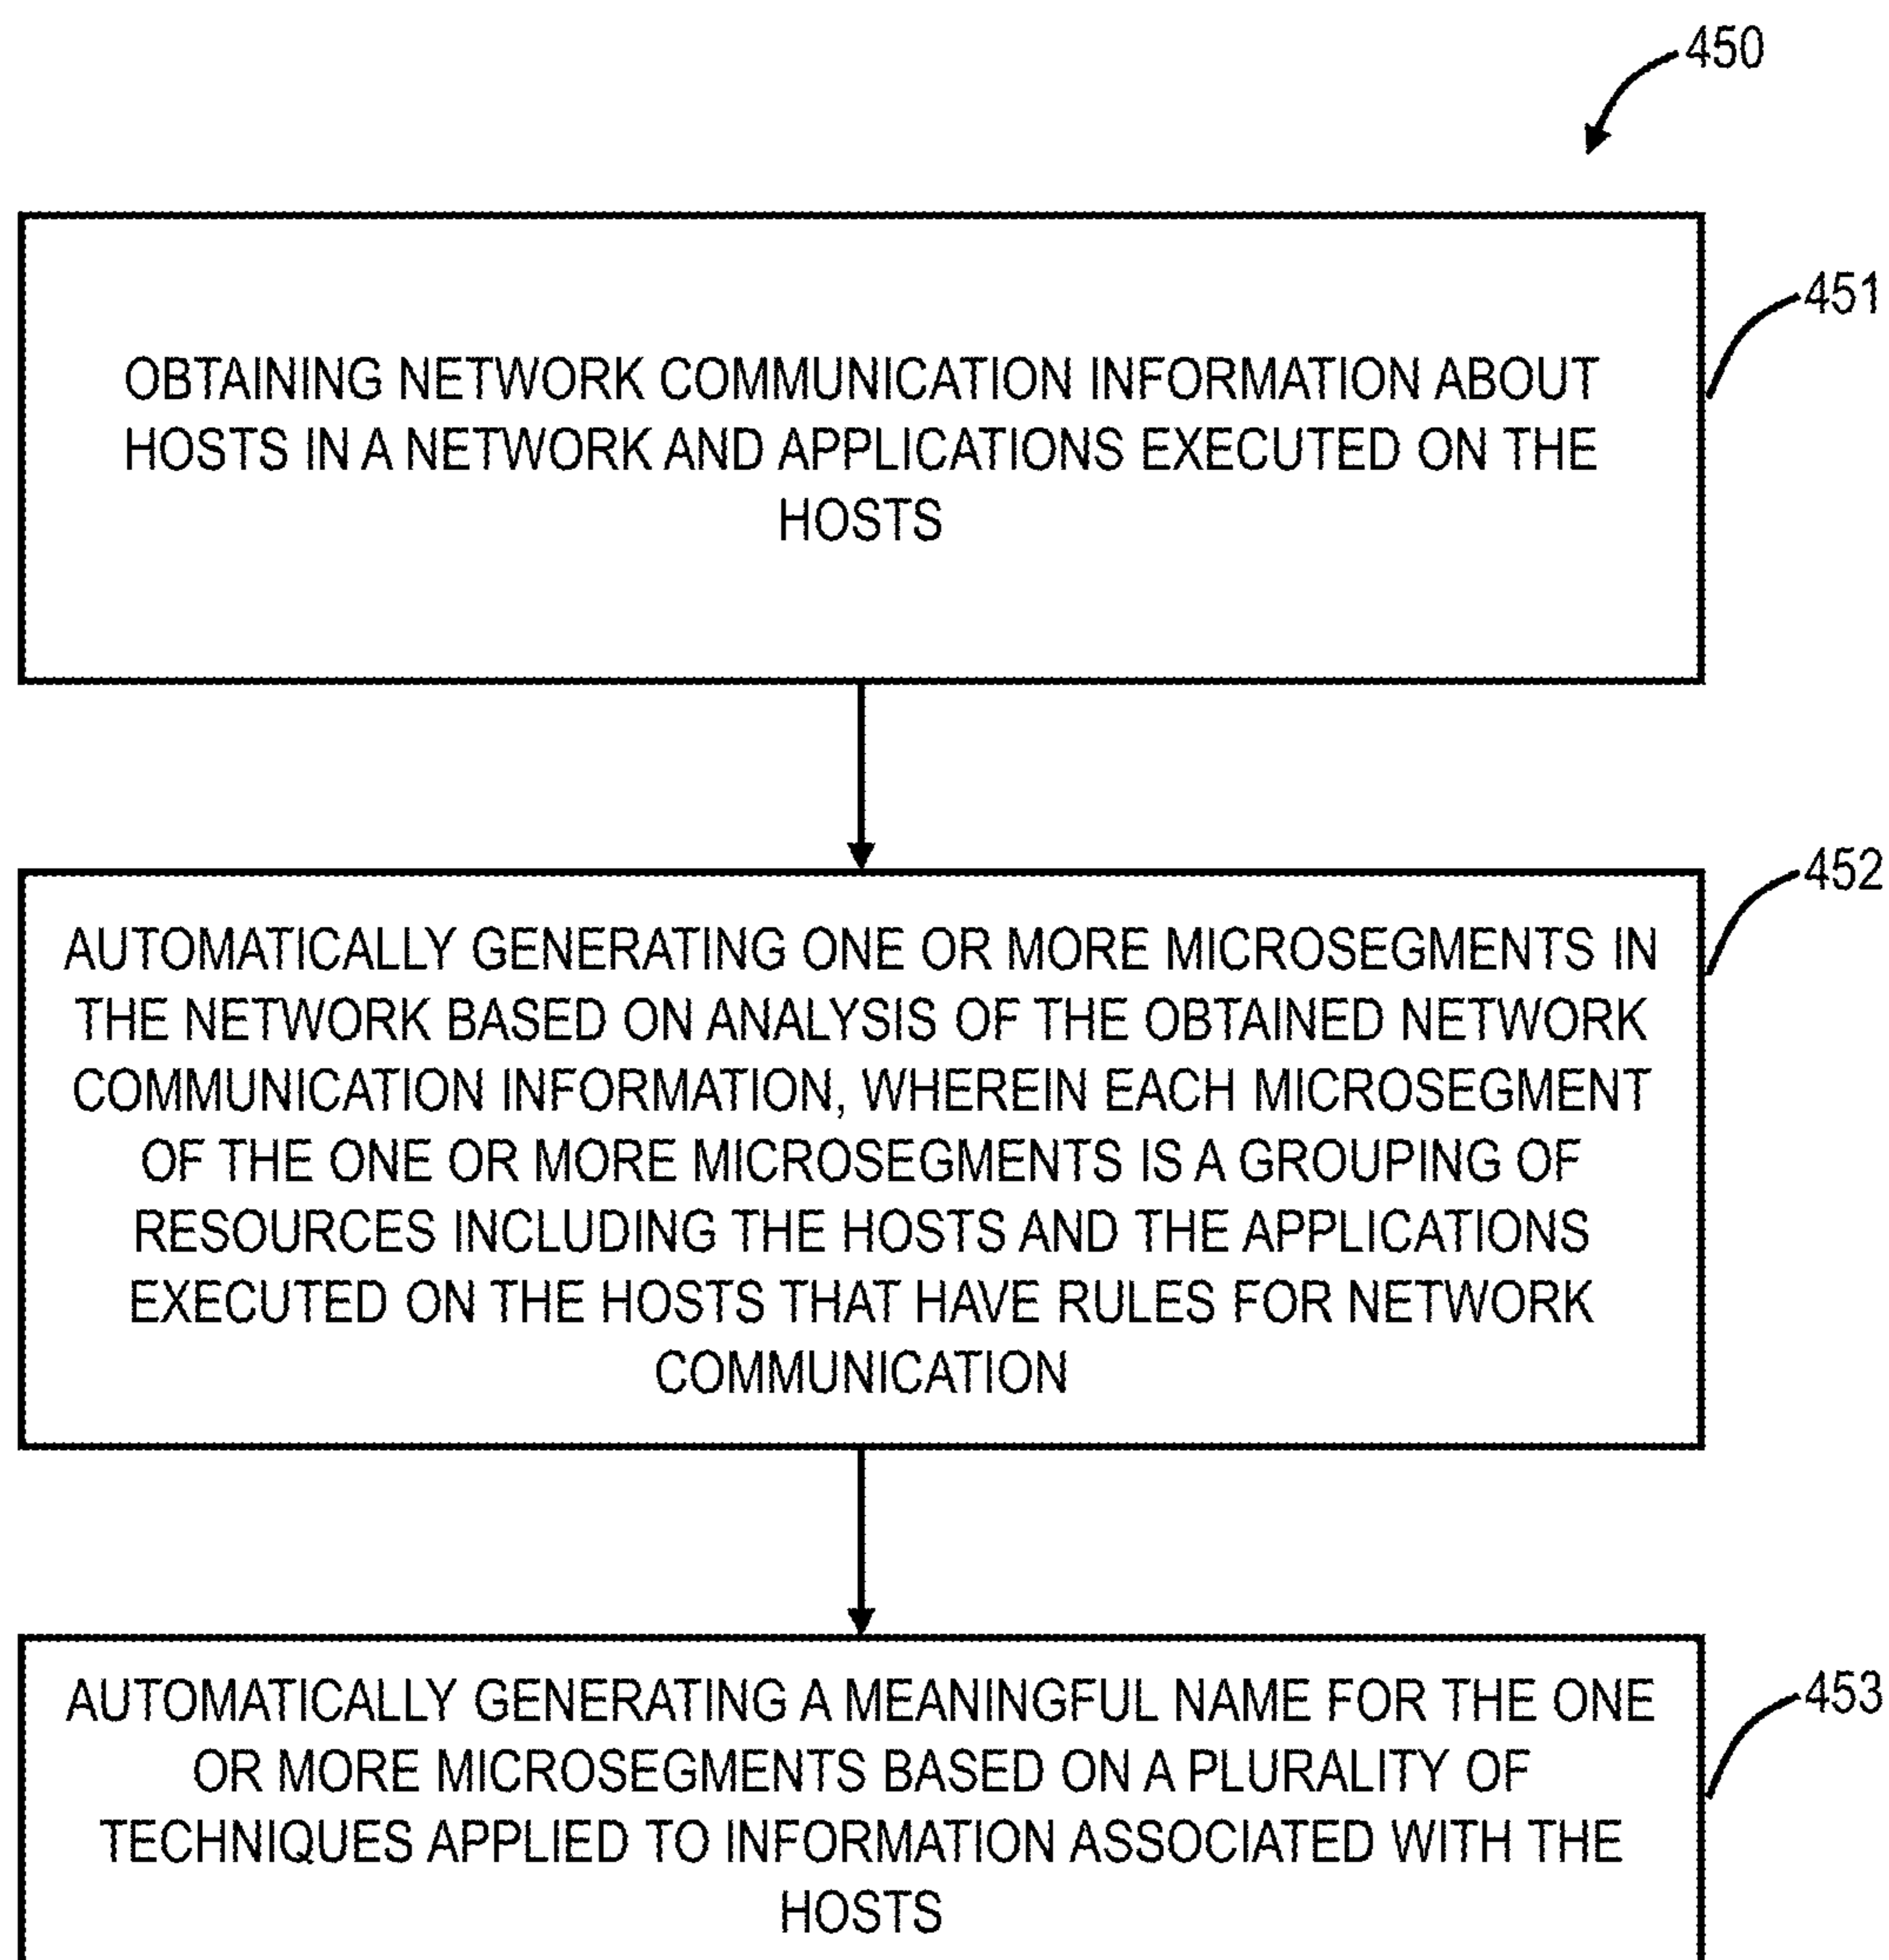 450
451
OBTAINING NETWORK COMMUNICATION INFORMATION ABOUT
HOSTS IN A NETWORK AND APPLICATIONS EXECUTED ON THE
HOSTS
452
AUTOMATICALLY GENERATING ONE OR MORE MICROSEGMENTS IN
THE NETWORK BASED ON ANALYSIS OF THE OBTAINED NETWORK
COMMUNICATION INFORMATION, WHEREIN EACH MICROSEGMENT
OF THE ONE OR MORE MICROSEGMENTS IS A GROUPING OF
RESOURCES INCLUDING THE HOSTS AND THE APPLICATIONS
EXECUTED ON THE HOSTS THAT HAVE RULES FOR NETWORK
COMMUNICATION
453
AUTOMATICALLY GENERATING A MEANINGFUL NAME FOR THE ONE
OR MORE MICROSEGMENTS BASED ON A PLURALITY OF
TECHNIQUES APPLIED TO INFORMATION ASSOCIATED WITH THE
HOSTS